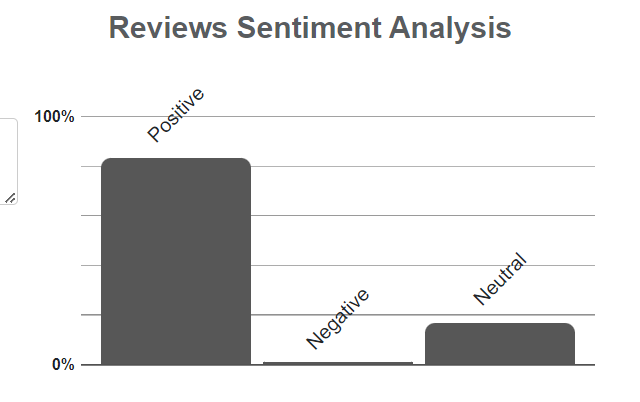 Reviews Sentiment Analysis
100%
Positive
Negative
Neutral
0%